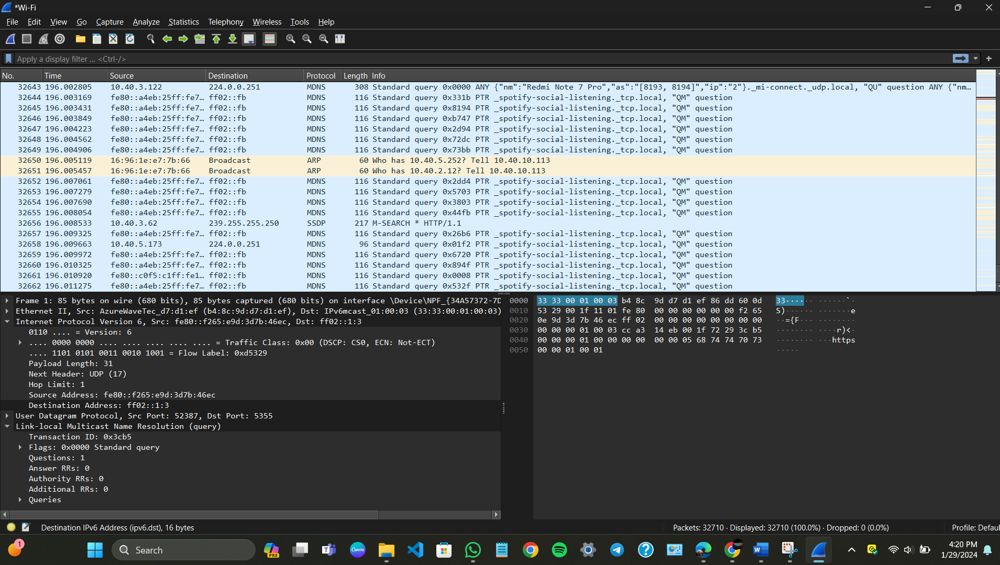 *Wi-Fi
File Edit View Go Capture Analyze Statistics Telephony Wireless Tools Help
Apply a display filter ... <Ctrl-/>
No. Time Source Destination Protocol Length Info
32643 196.002805 10.40.3.122 224.0.0.251 MDNS 308 Standard query 0x0000 ANY {"nm":"Redmi Note 7 Pro","as":"[8193, 8194]","ip":"2"}._mi-connect._udp.local, "QU" question ANY {"nm…
32644 196.003169 fe80::a4eb:25ff:fe7… ff02::fb MDNS 116 Standard query 0x331b PTR _spotify-social-listening._tcp.local, "QM" question
32645 196.003431 fe80::a4eb:25ff:fe7… ff02::fb MDNS 116 Standard query 0x8194 PTR _spotify-social-listening._tcp.local, "QM" question
32646 196.003849 fe80::a4eb:25ff:fe7… ff02::fb MDNS 116 Standard query 0xb747 PTR _spotify-social-listening._tcp.local, "QM" question
32647 196.004223 fe80::a4eb:25ff:fe7… ff02::fb MDNS 116 Standard query 0x2d94 PTR _spotify-social-listening._tcp.local, "QM" question
32648 196.004562 fe80::a4eb:25ff:fe7… ff02::fb MDNS 116 Standard query 0x72dc PTR _spotify-social-listening._tcp.local, "QM" question
32649 196.004906 fe80::a4eb:25ff:fe7… ff02::fb MDNS 116 Standard query 0x73bb PTR _spotify-social-listening._tcp.local, "QM" question
32650 196.005119 16:96:1e:e7:7b:66 Broadcast ARP 60 Who has 10.40.5.252? Tell 10.40.10.113
32651 196.005457 16:96:1e:e7:7b:66 Broadcast ARP 60 Who has 10.40.2.12? Tell 10.40.10.113
32652 196.007061 fe80::a4eb:25ff:fe7… ff02::fb MDNS 116 Standard query 0x2dd4 PTR _spotify-social-listening._tcp.local, "QM" question
32653 196.007279 fe80::a4eb:25ff:fe7… ff02::fb MDNS 116 Standard query 0x5703 PTR _spotify-social-listening._tcp.local, "QM" question
32654 196.007690 fe80::a4eb:25ff:fe7… ff02::fb MDNS 116 Standard query 0x3803 PTR _spotify-social-listening._tcp.local, "QM" question
32655 196.008054 fe80::a4eb:25ff:fe7… ff02::fb MDNS 116 Standard query 0x44fb PTR _spotify-social-listening._tcp.local, "QM" question
32656 196.008533 10.40.3.62 239.255.255.250 SSDP 217 M-SEARCH * HTTP/1.1
32657 196.009325 fe80::a4eb:25ff:fe7… ff02::fb MDNS 116 Standard query 0x26b6 PTR _spotify-social-listening._tcp.local, "QM" question
32658 196.009663 10.40.5.173 224.0.0.251 MDNS 96 Standard query 0x01f2 PTR _spotify-social-listening._tcp.local, "QM" question
32659 196.009972 fe80::a4eb:25ff:fe7… ff02::fb MDNS 116 Standard query 0x6720 PTR _spotify-social-listening._tcp.local, "QM" question
32660 196.010325 fe80::a4eb:25ff:fe7… ff02::fb MDNS 116 Standard query 0x894f PTR _spotify-social-listening._tcp.local, "QM" question
32661 196.010920 fe80::c0f5:c1ff:fe1… ff02::fb MDNS 116 Standard query 0x0008 PTR _spotify-social-listening._tcp.local, "QM" question
32662 196.011275 fe80::a4eb:25ff:fe7… ff02::fb MDNS 116 Standard query 0x532f PTR _spotify-social-listening._tcp.local, "QM" question
Frame 1: 85 bytes on wire (680 bits), 85 bytes captured (680 bits) on interface \Device\NPF_{34A57372-7D
Ethernet II, Src: AzureWaveTec_d7:d1:ef (b4:8c:9d:d7:d1:ef), Dst: IPv6mcast_01:00:03 (33:33:00:01:00:03)
Internet Protocol Version 6, Src: fe80::f265:e9d:3d7b:46ec, Dst: ff02::1:3
0110 .... = Version: 6
.... 0000 0000 .... .... .... .... .... = Traffic Class: 0x00 (DSCP: CS0, ECN: Not-ECT)
.... 1101 0101 0011 0010 1001 = Flow Label: 0xd5329
Payload Length: 31
Next Header: UDP (17)
Hop Limit: 1
Source Address: fe80::f265:e9d:3d7b:46ec
Destination Address: ff02::1:3
User Datagram Protocol, Src Port: 52387, Dst Port: 5355
Link-local Multicast Name Resolution (query)
Transaction ID: 0x3cb5
Flags: 0x0000 Standard query
Questions: 1
Answer RRs: 0
Authority RRs: 0
Additional RRs: 0
Queries
0000 33 33 00 01 00 03 b4 8c 9d d7 d1 ef 86 dd 60 0d 33···· ·· ······`·
0010 53 29 00 1f 11 01 fe 80 00 00 00 00 00 00 f2 65 S)······ ·······e
0020 0e 9d 3d 7b 46 ec ff 02 00 00 00 00 00 00 00 00 ··={F··· ········
0030 00 00 00 01 00 03 cc a3 14 eb 00 1f 72 29 3c b5 ········ ····r)<·
0040 00 00 00 01 00 00 00 00 00 00 05 68 74 74 70 73 ········ ···https
0050 00 00 01 00 01 ·····
Destination IPv6 Address (ipv6.dst), 16 bytes
Packets: 32710 · Displayed: 32710 (100.0%) · Dropped: 0 (0.0%)
Profile: Defaul
1
Search
PRE
Canva
4:20 PM
1/29/2024